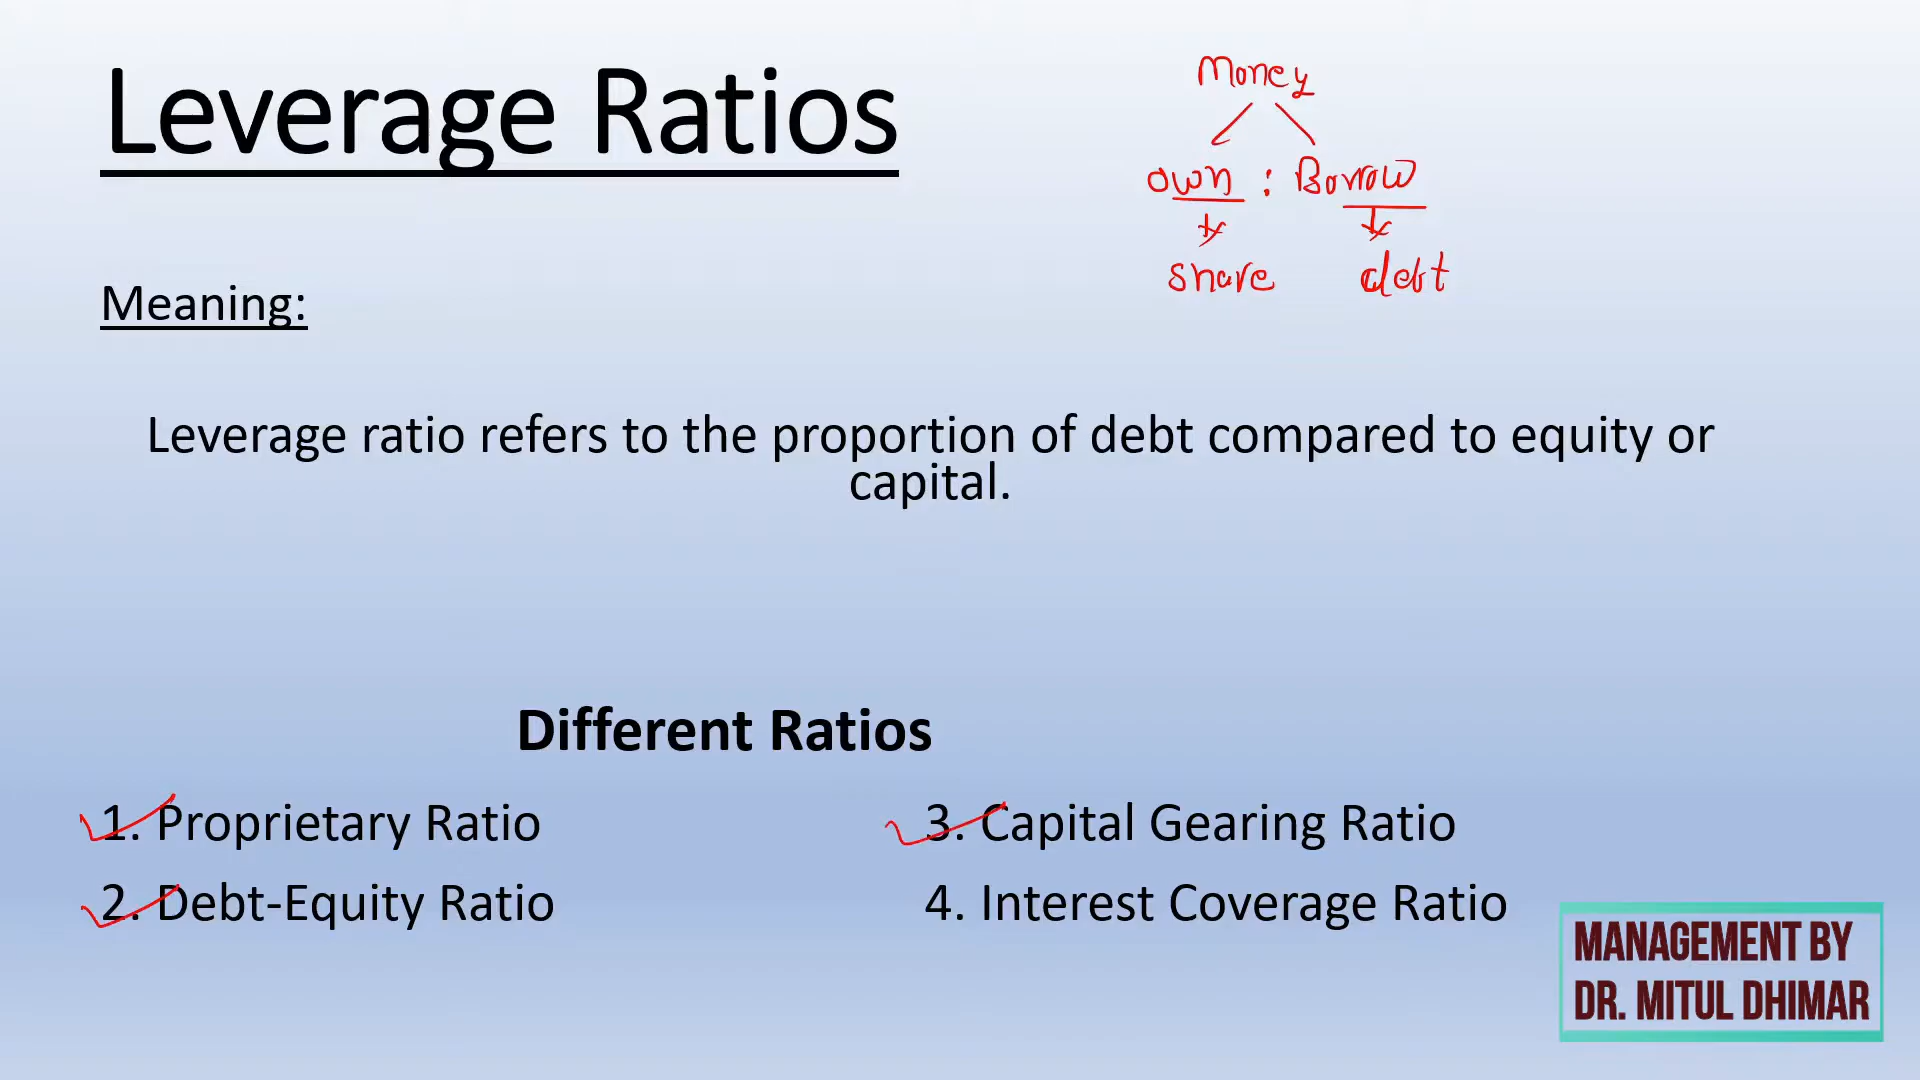 Leverage Ratios
Money
own : Borrow
share debt
Meaning:
Leverage ratio refers to the proportion of debt compared to equity or
capital.
Different Ratios
1. Proprietary Ratio
3. Capital Gearing Ratio
2. Debt-Equity Ratio
4. Interest Coverage Ratio
MANAGEMENT BY
DR. MITUL DHIMAR